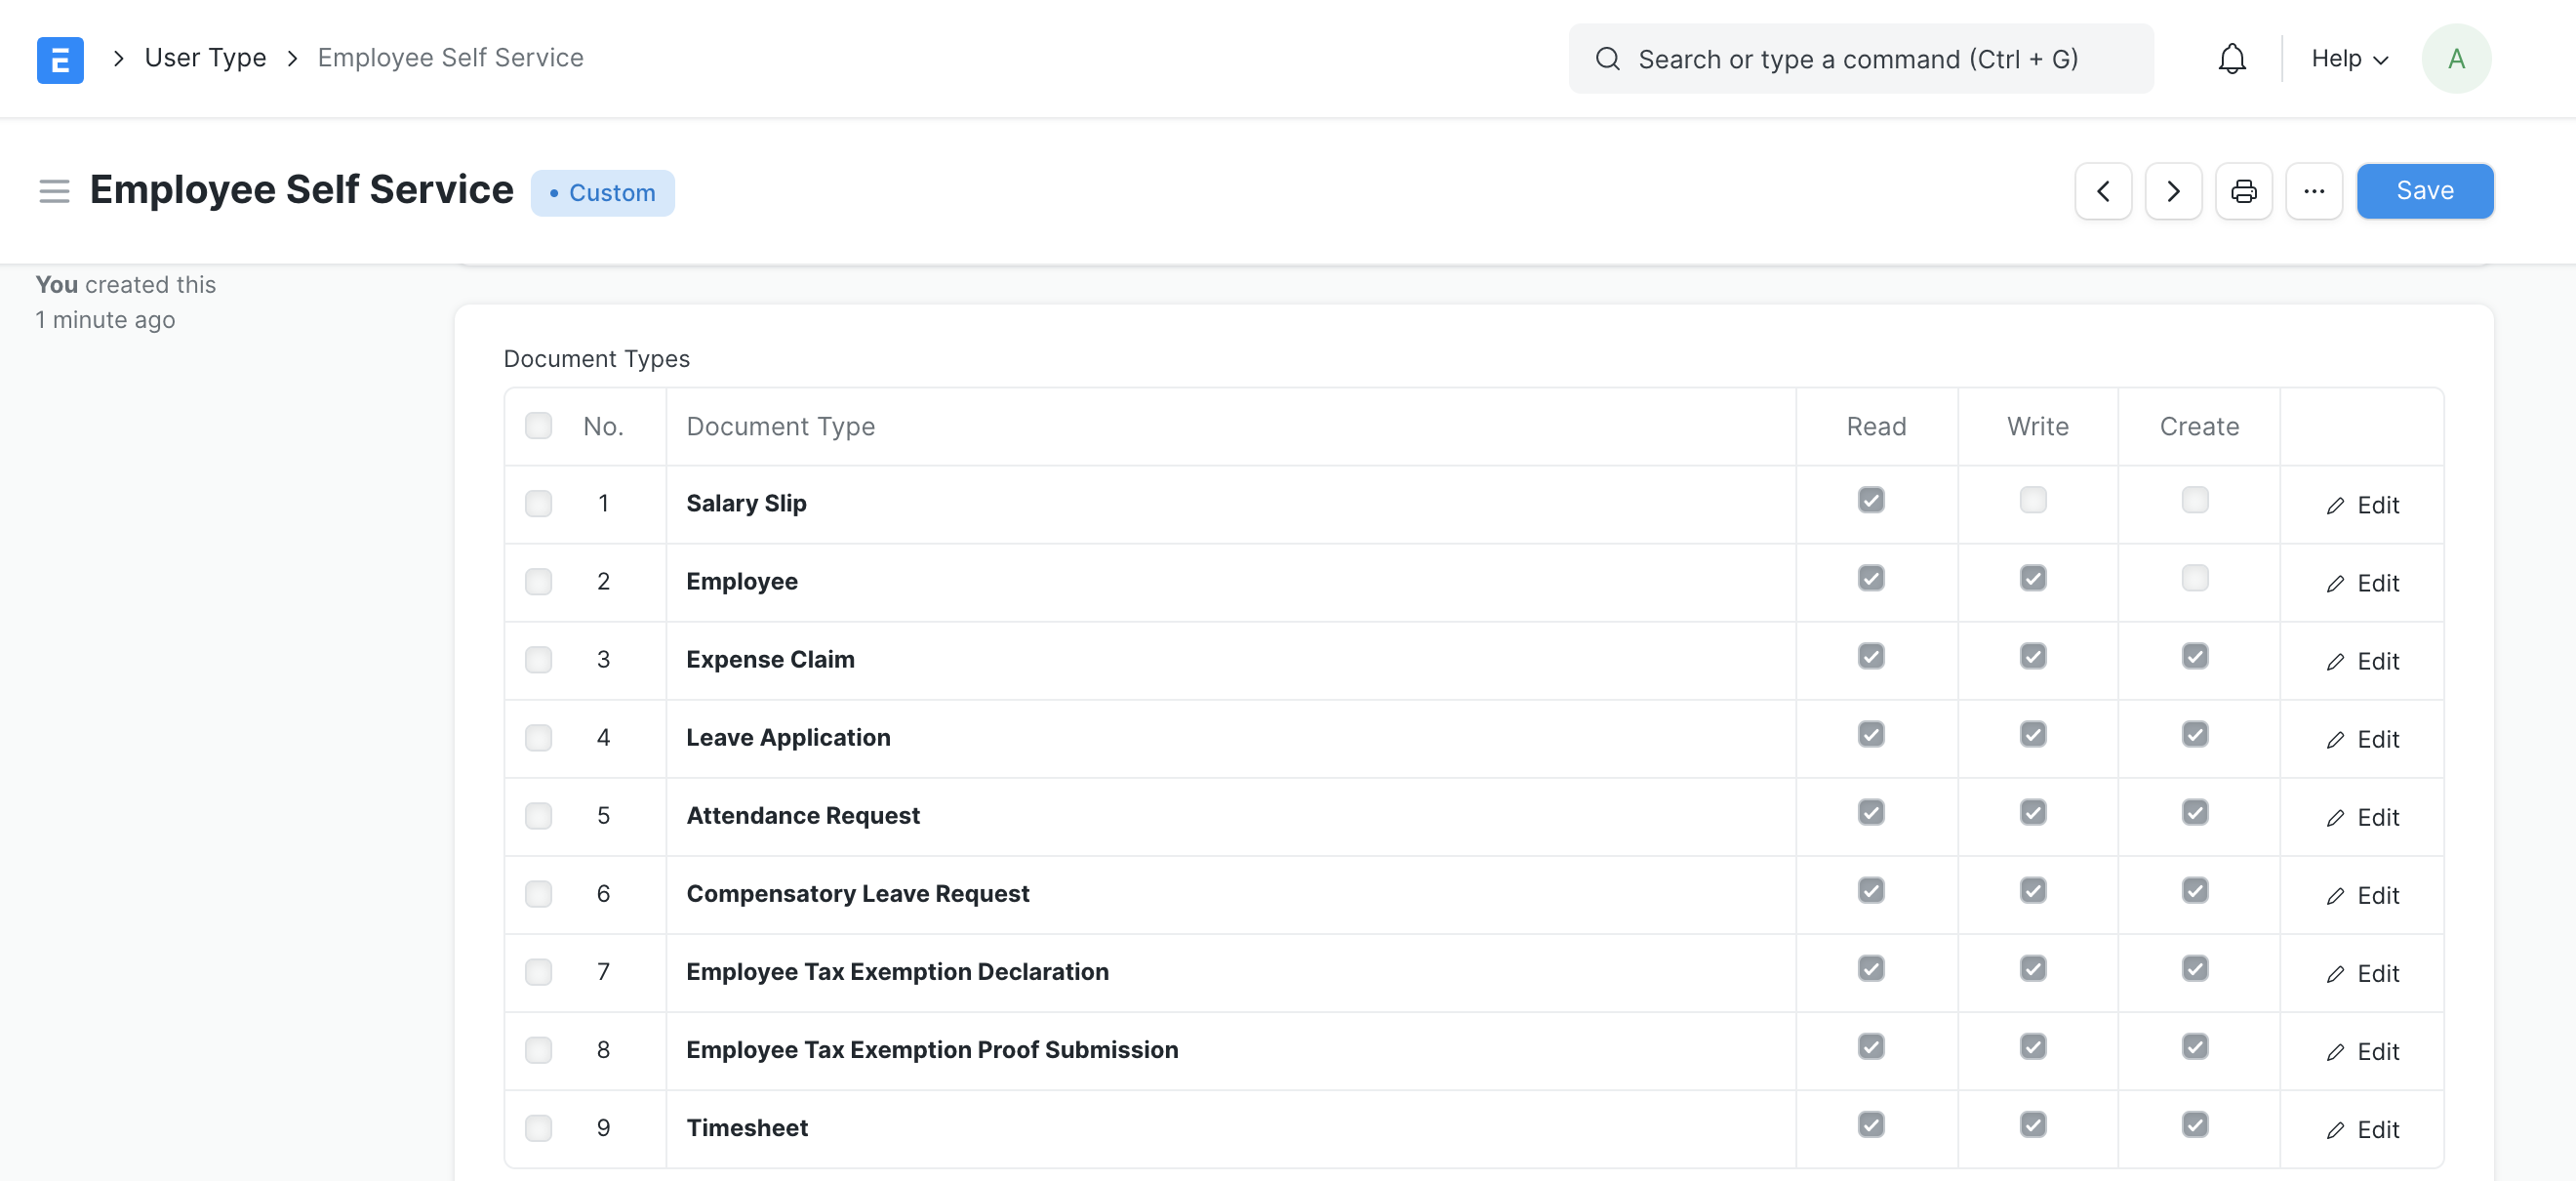 E > User Type > Employee Self Service Search or type a command (Ctrl + G) Help A
Employee Self Service • Custom ... Save
You created this
1 minute ago
Document Types
No. Document Type Read Write Create
1 Salary Slip Edit
2 Employee Edit
3 Expense Claim Edit
4 Leave Application Edit
5 Attendance Request Edit
6 Compensatory Leave Request Edit
7 Employee Tax Exemption Declaration Edit
8 Employee Tax Exemption Proof Submission Edit
9 Timesheet Edit